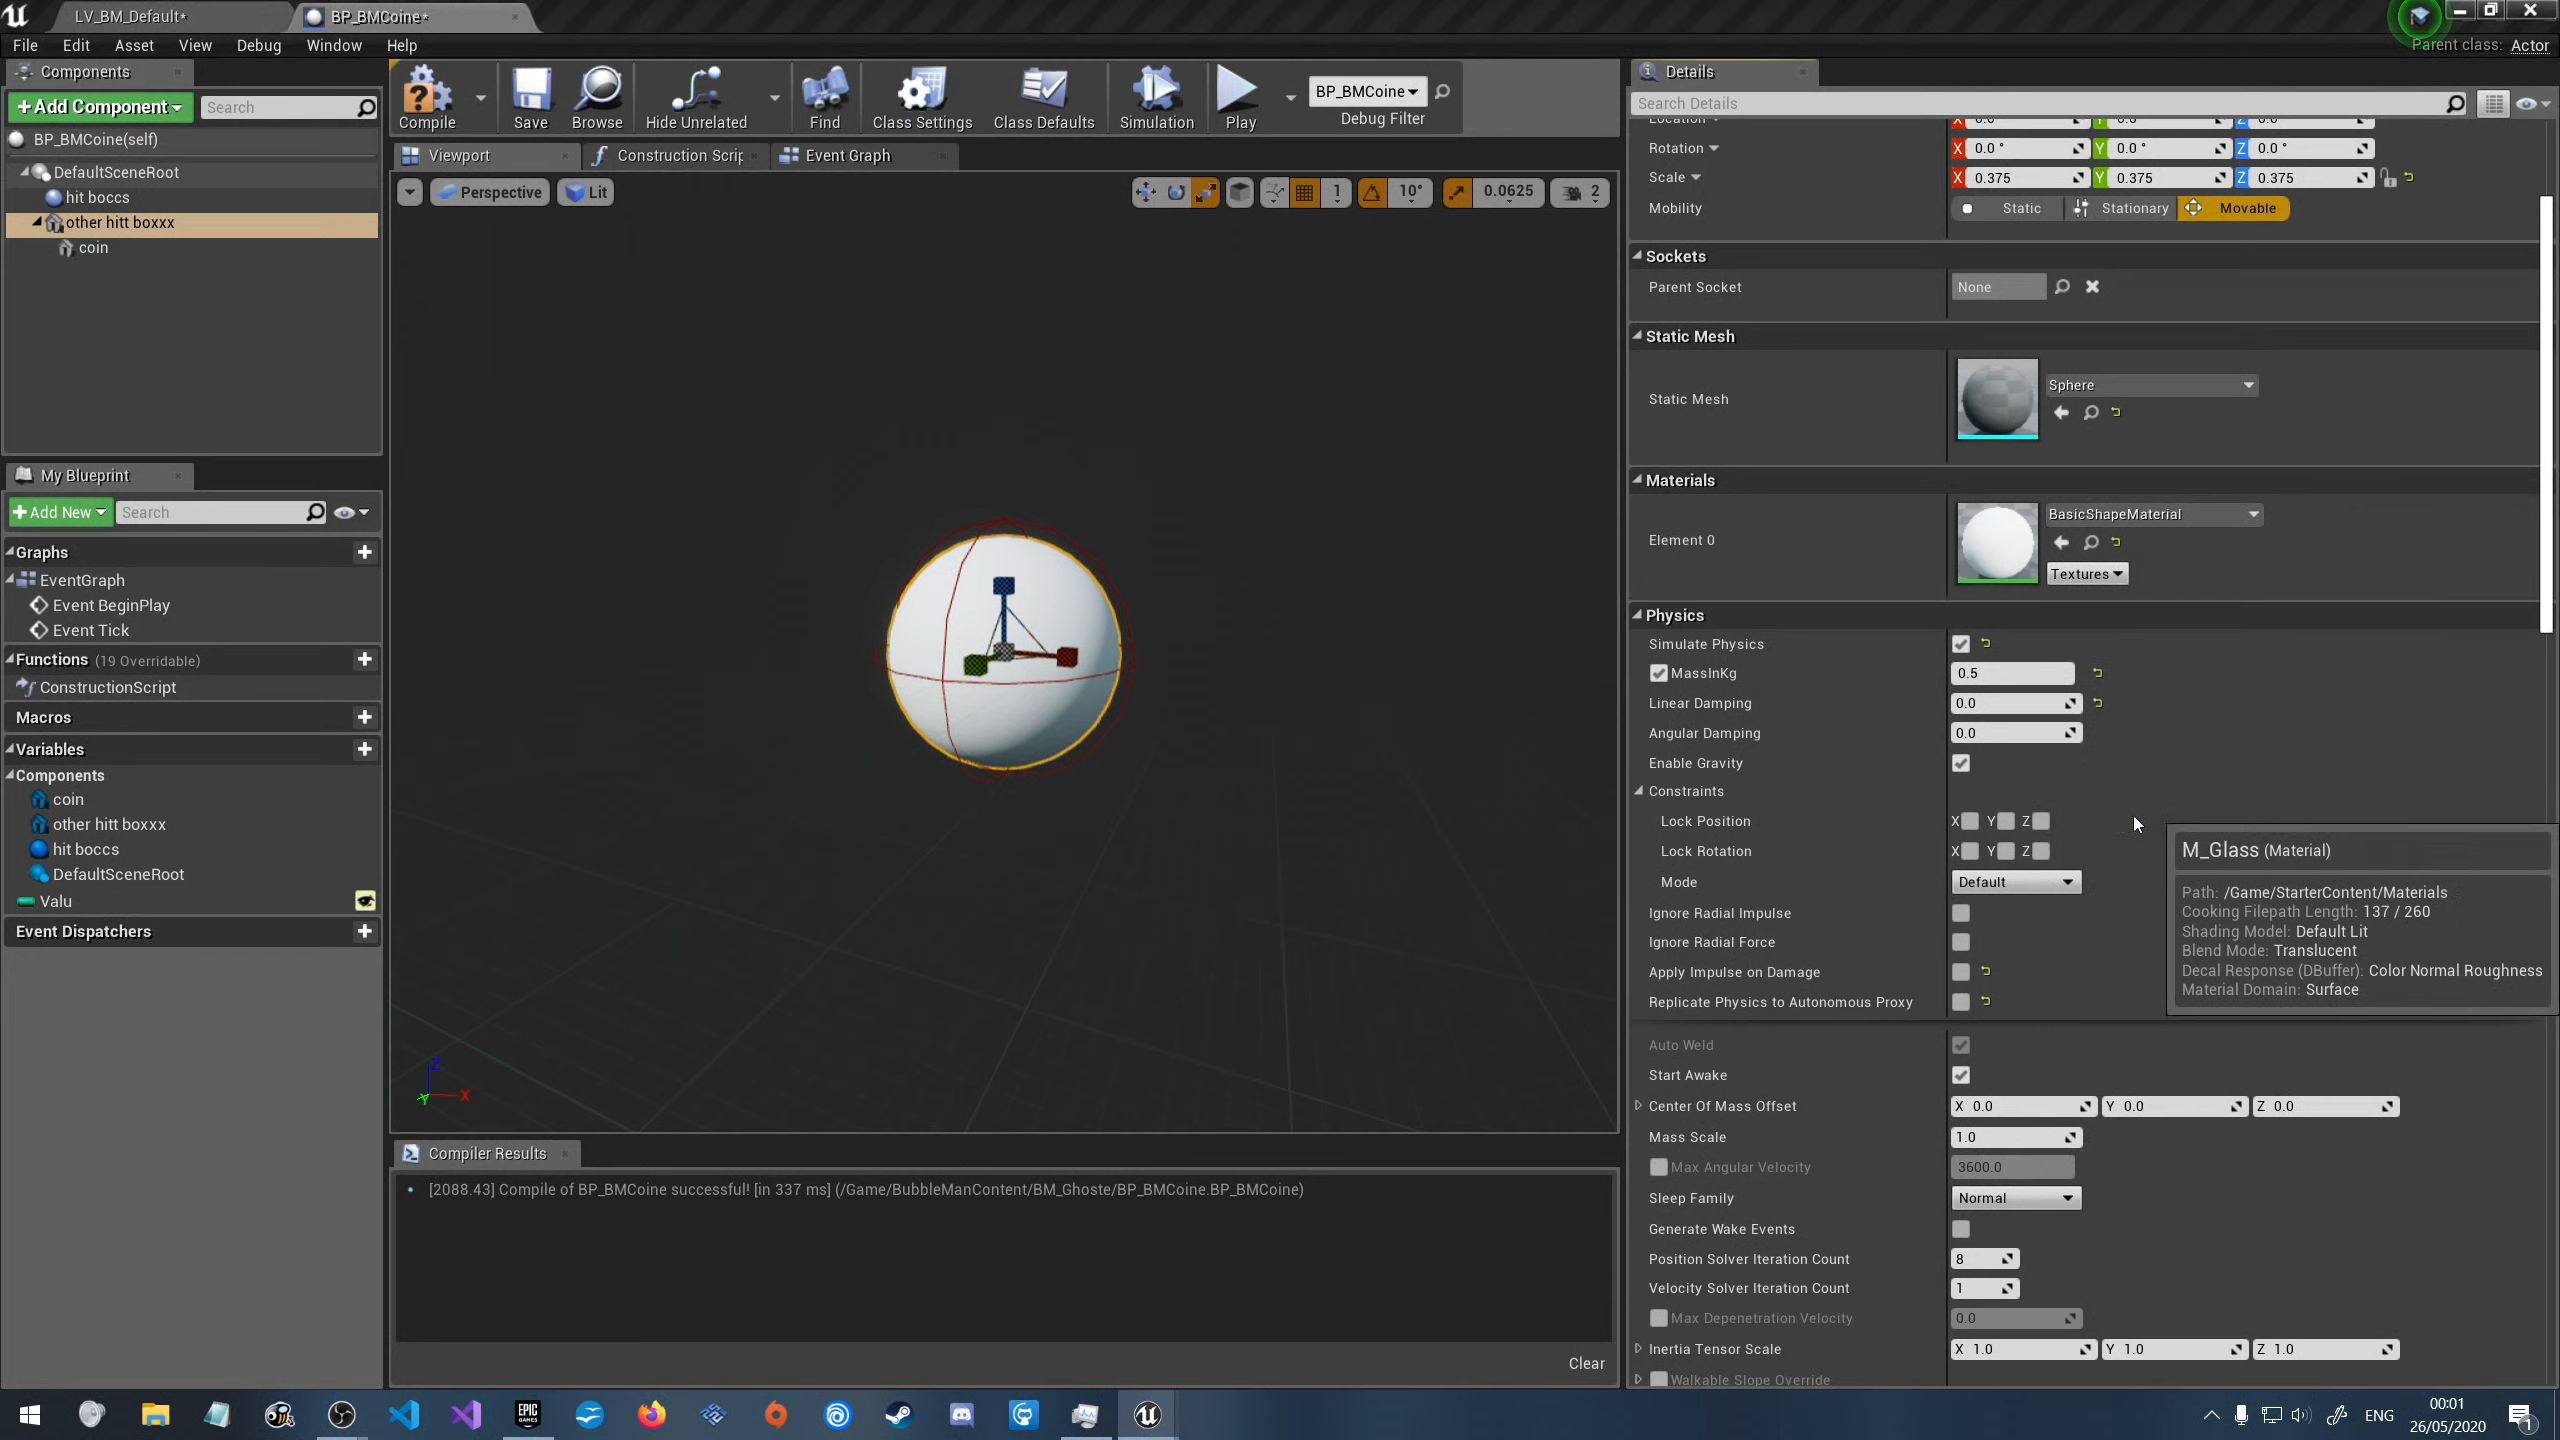 LV_BM_Default*
BP_BMCoine*
File Edit Asset View Debug Window Help
Parent class: Actor
Components
+Add Component
Search
BP_BMCoine(self)
DefaultSceneRoot
hit boccs
other hitt boxxx
coin
My Blueprint
+Add New
Search
Graphs
EventGraph
Event BeginPlay
Event Tick
Functions (19 Overridable)
ConstructionScript
Macros
Variables
Components
coin
other hitt boxxx
hit boccs
DefaultSceneRoot
Valu
Event Dispatchers
Compile
Save
Browse
Hide Unrelated
Find
Class Settings
Class Defaults
Simulation
Play
BP_BMCoine
Debug Filter
Viewport
Construction Scrip
Event Graph
Perspective
Lit
1
10°
0.0625
2
Z
X
Y
Compiler Results
[2088.43] Compile of BP_BMCoine successful! [in 337 ms] (/Game/BubbleManContent/BM_Ghoste/BP_BMCoine.BP_BMCoine)
Clear
Details
Search Details
Location X 0.0 Y 0.0 Z 0.0
Rotation X 0.0 ° Y 0.0 ° Z 0.0 °
Scale X 0.375 Y 0.375 Z 0.375
Mobility Static Stationary Movable
Sockets
Parent Socket None
Static Mesh
Static Mesh Sphere
Materials
Element 0 BasicShapeMaterial
Textures
Physics
Simulate Physics
MassInKg 0.5
Linear Damping 0.0
Angular Damping 0.0
Enable Gravity
Constraints
Lock Position X Y Z
Lock Rotation X Y Z
Mode Default
Ignore Radial Impulse
Ignore Radial Force
Apply Impulse on Damage
Replicate Physics to Autonomous Proxy
M_Glass (Material)
Path: /Game/StarterContent/Materials
Cooking Filepath Length: 137 / 260
Shading Model: Default Lit
Blend Mode: Translucent
Decal Response (DBuffer): Color Normal Roughness
Material Domain: Surface
Auto Weld
Start Awake
Center Of Mass Offset X 0.0 Y 0.0 Z 0.0
Mass Scale 1.0
Max Angular Velocity 3600.0
Sleep Family Normal
Generate Wake Events
Position Solver Iteration Count 8
Velocity Solver Iteration Count 1
Max Depenetration Velocity 0.0
Inertia Tensor Scale X 1.0 Y 1.0 Z 1.0
Walkable Slope Override
EPIC GAMES
ENG
00:01
26/05/2020
1